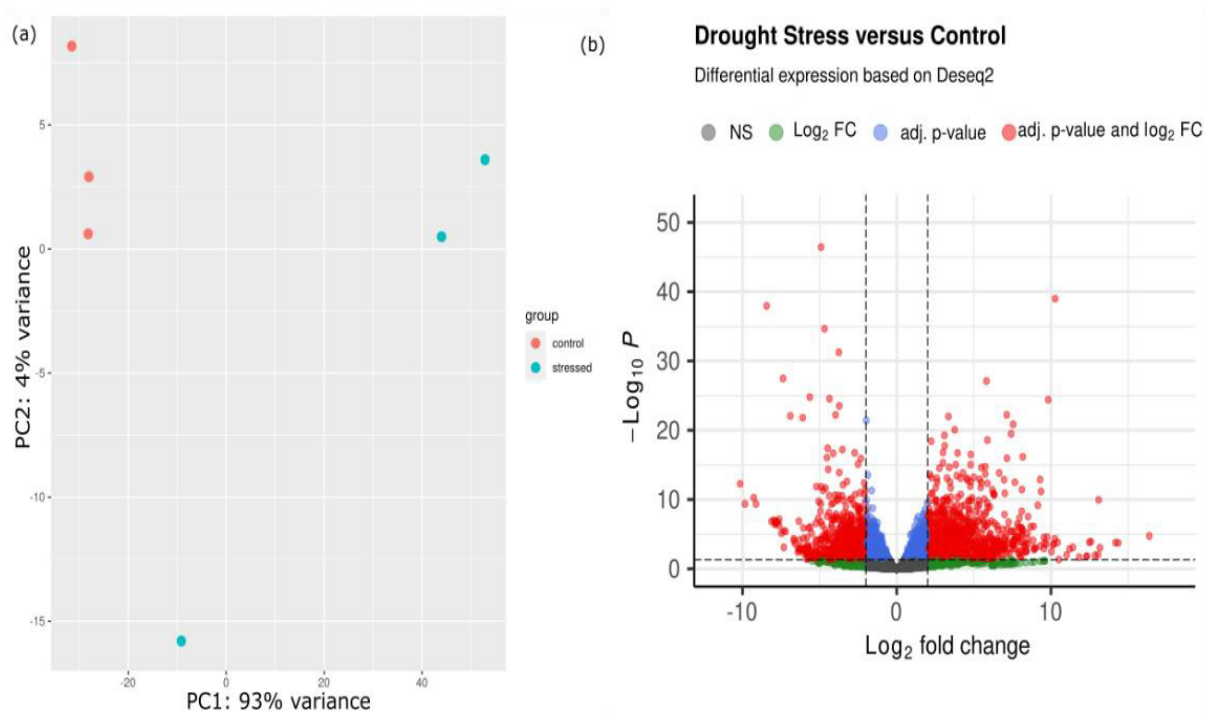 (a)
5
0
-5
-10
-15
PC2: 4% variance
-20
0
20
40
PC1: 93% variance
group
control
stressed
(b)
Drought Stress versus Control
Differential expression based on Deseq2
NS Log₂ FC adj. p-value adj. p-value and log₂ FC
50
40
30
20
10
0
−Log₁₀ P
-10
0
10
Log₂ fold change